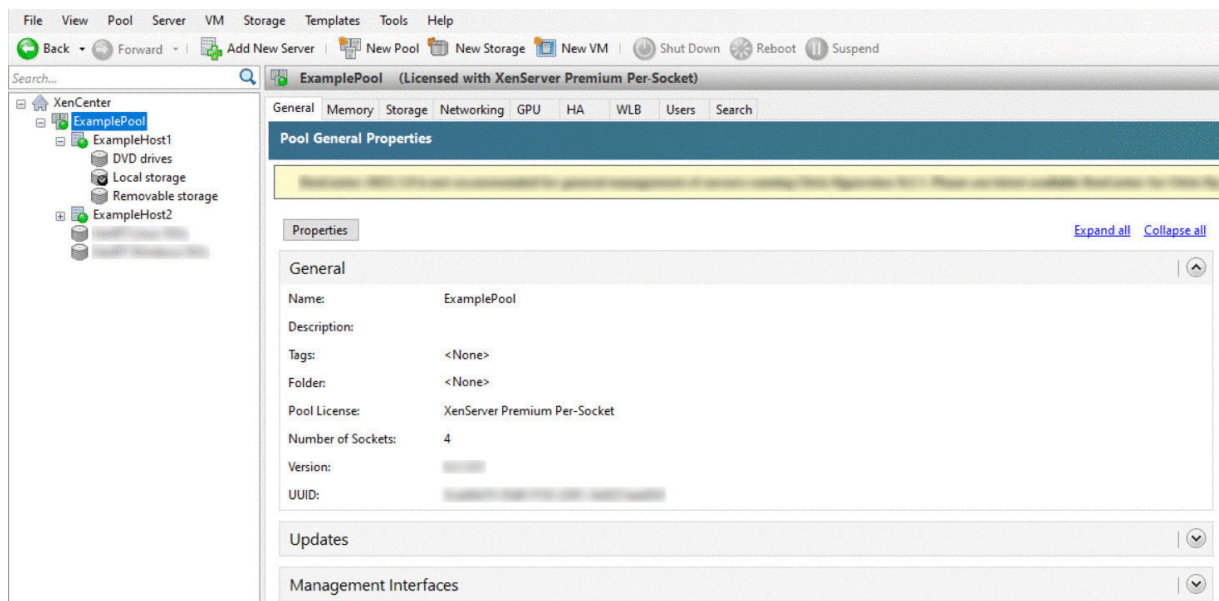 File View Pool Server VM Storage Templates Tools Help
Back Forward Add New Server New Pool New Storage New VM Shut Down Reboot Suspend
Search...
ExamplePool (Licensed with XenServer Premium Per-Socket)
XenCenter
ExamplePool
ExampleHost1
DVD drives
Local storage
Removable storage
ExampleHost2
General Memory Storage Networking GPU HA WLB Users Search
Pool General Properties
Properties Expand all Collapse all
General
Name: ExamplePool
Description:
Tags: <None>
Folder: <None>
Pool License: XenServer Premium Per-Socket
Number of Sockets: 4
Version:
UUID:
Updates
Management Interfaces